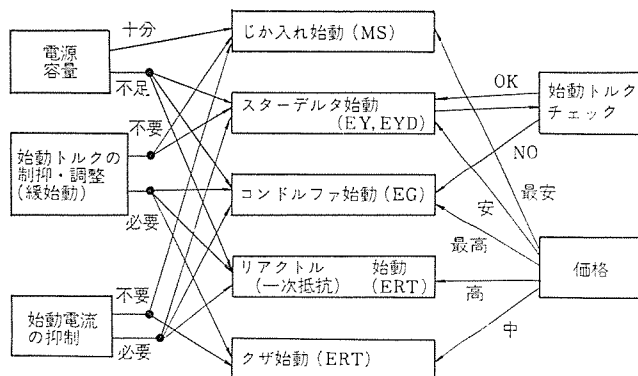 電源
容量
十分
不足
始動トルクの
制抑・調整
(緩始動)
不要
必要
始動電流
の抑制
不要
必要
じか入れ始動(MS)
スターデルタ始動
(EY,EYD)
コンドルファ始動(EG)
リアクトル 始動
(一次抵抗) (ERT)
クザ始動(ERT)
OK
NO
始動トルク
チェック
最安
安
最高
高
中
価格